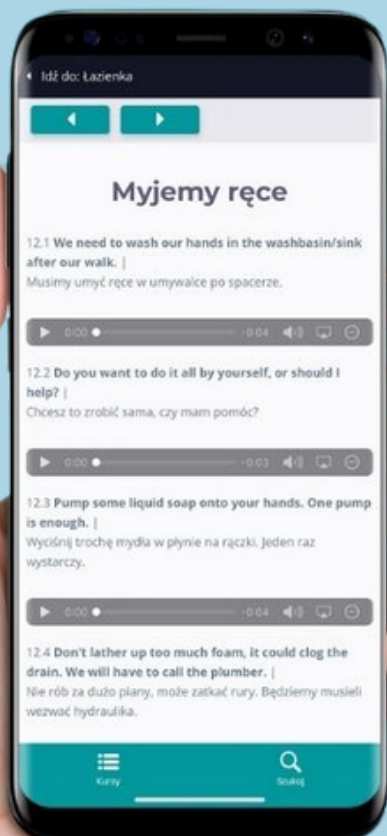 Idź do: Łazienka
Myjemy ręce
12.1 We need to wash our hands in the washbasin/sink
after our walk. |
Musimy umyć ręce w umywalce po spacerze.
0:00 -0:04
12.2 Do you want to do it all by yourself, or should I
help? |
Chcesz to zrobić sama, czy mam pomóc?
0:00 -0:03
12.3 Pump some liquid soap onto your hands. One pump
is enough. |
Wyciśnij trochę mydła w płynie na rączki. Jeden raz
wystarczy.
0:00 -0:04
12.4 Don't lather up too much foam, it could clog the
drain. We will have to call the plumber. |
Nie rób za dużo piany, może zatkać rury. Będziemy musieli
wezwać hydraulika.
Kursy Szukaj